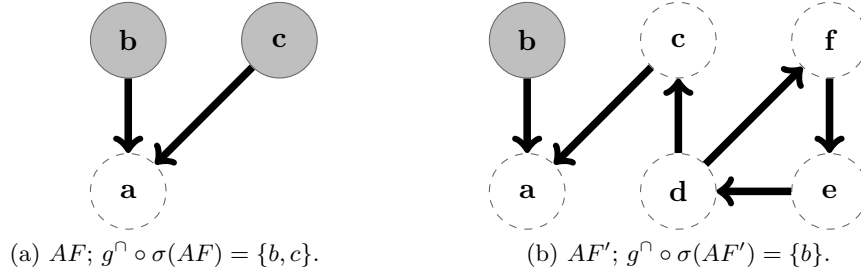 b c b c f
a a d e
(a) AF; g^∩ ∘ σ(AF) = {b, c}. (b) AF′; g^∩ ∘ σ(AF′) = {b}.